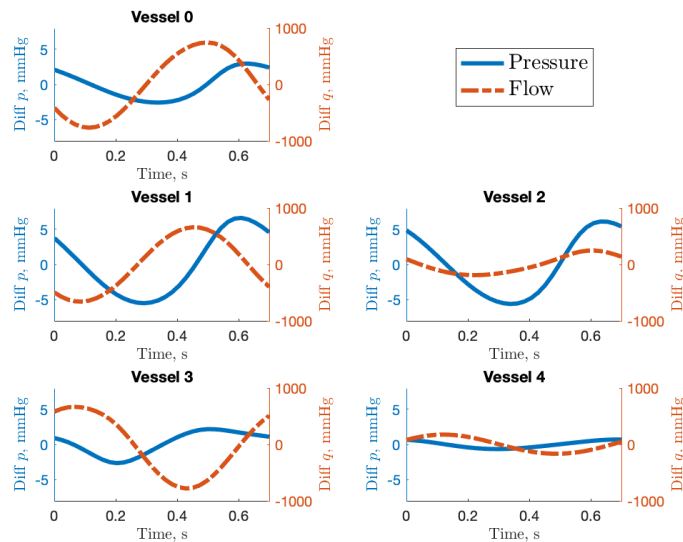 Vessel 0
Diff p, mmHg
5
0
-5
1000
0
-1000
Diff q, mmHg
0 0.2 0.4 0.6
Time, s
Pressure
Flow
Vessel 1
Diff p, mmHg
5
0
-5
1000
0
-1000
Diff q, mmHg
0 0.2 0.4 0.6
Time, s
Vessel 2
Diff p, mmHg
5
0
-5
1000
0
-1000
Diff q, mmHg
0 0.2 0.4 0.6
Time, s
Vessel 3
Diff p, mmHg
5
0
-5
1000
0
-1000
Diff q, mmHg
0 0.2 0.4 0.6
Time, s
Vessel 4
Diff p, mmHg
5
0
-5
1000
0
-1000
Diff q, mmHg
0 0.2 0.4 0.6
Time, s